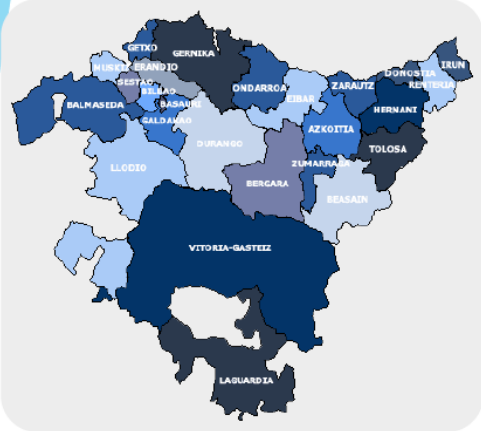 GETXO
GERNIKA
MUSKIZ
ERANDIO
SESTAO
BILBAO
BASAURI
BALMASEDA
GALDAKAO
DURANGO
LLODIO
ONDARROA
EIBAR
ZARAUTZ
DONOSTIA
IRUN
RENTERIA
HERNANI
AZKOITIA
TOLOSA
ZUMARRAGA
BERGARA
BEASAIN
VITORIA-GASTEIZ
LAGUARDIA